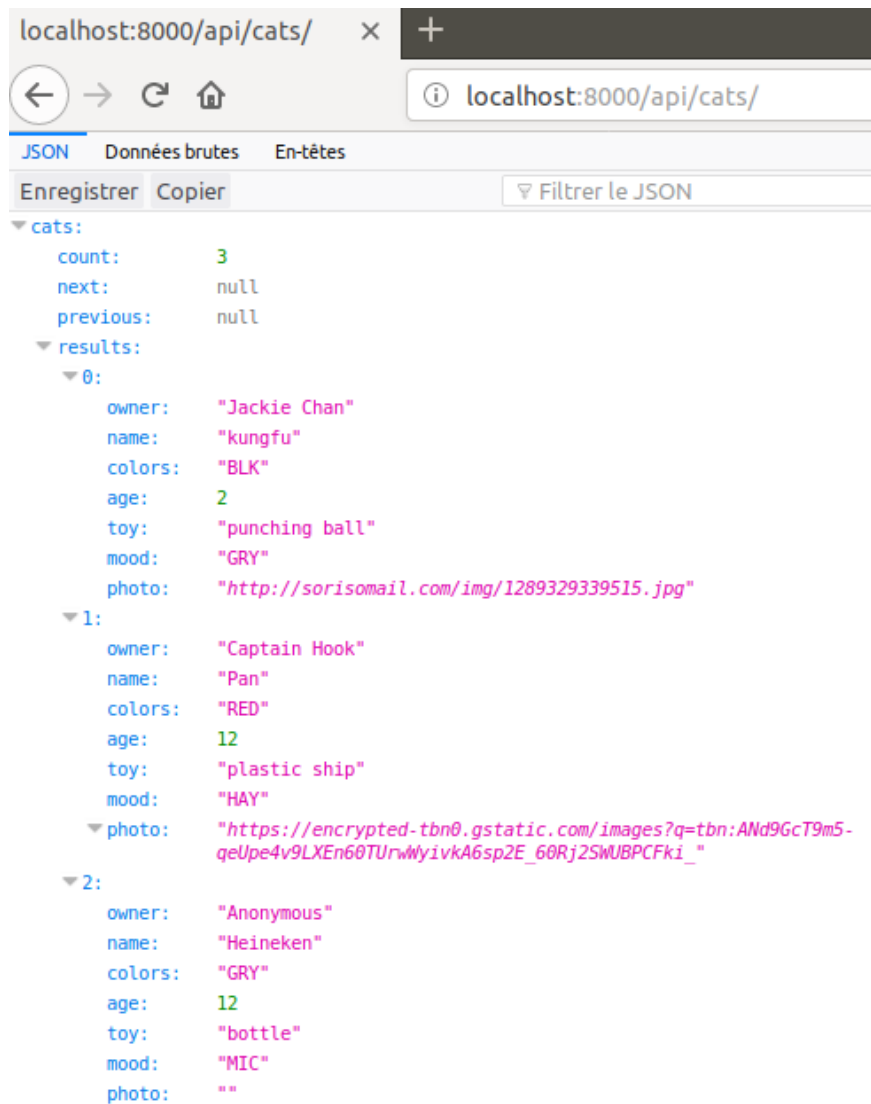 localhost:8000/api/cats/
localhost:8000/api/cats/
JSON Données brutes En-têtes
Enregistrer Copier Filtrer le JSON
cats:
count: 3
next: null
previous: null
results:
0:
owner: "Jackie Chan"
name: "kungfu"
colors: "BLK"
age: 2
toy: "punching ball"
mood: "GRY"
photo: "http://sorisomail.com/img/1289329339515.jpg"
1:
owner: "Captain Hook"
name: "Pan"
colors: "RED"
age: 12
toy: "plastic ship"
mood: "HAY"
photo: "https://encrypted-tbn0.gstatic.com/images?q=tbn:ANd9GcT9m5-
qeUpe4v9LXEn60TUrwWyivkA6sp2E_60Rj2SWUBPCFki_"
2:
owner: "Anonymous"
name: "Heineken"
colors: "GRY"
age: 12
toy: "bottle"
mood: "MIC"
photo: ""